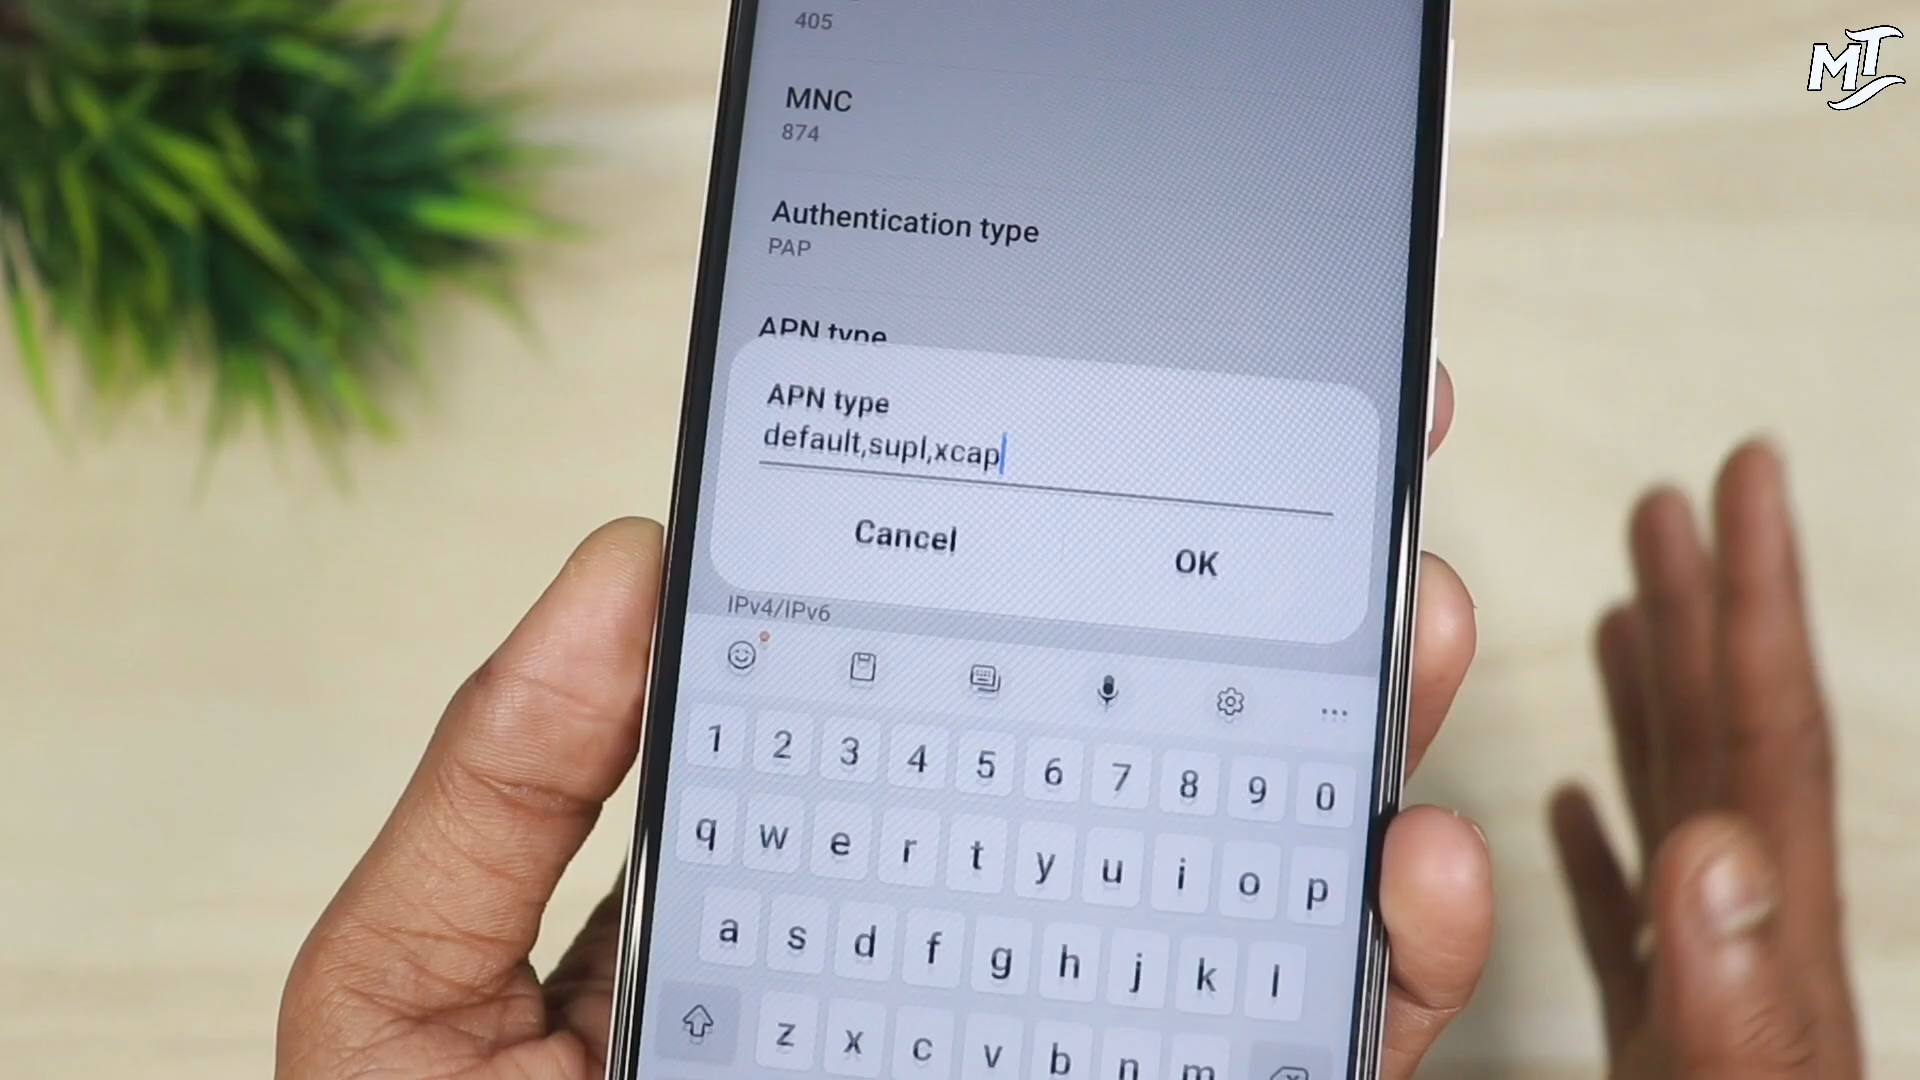 MT
405
MNC
874
Authentication type
PAP
APN type
APN type
default,supl,xcap
Cancel
OK
IPv4/IPv6
1 2 3 4 5 6 7 8 9 0
q w e r t y u i o p
a s d f g h j k l
z x c v b n m